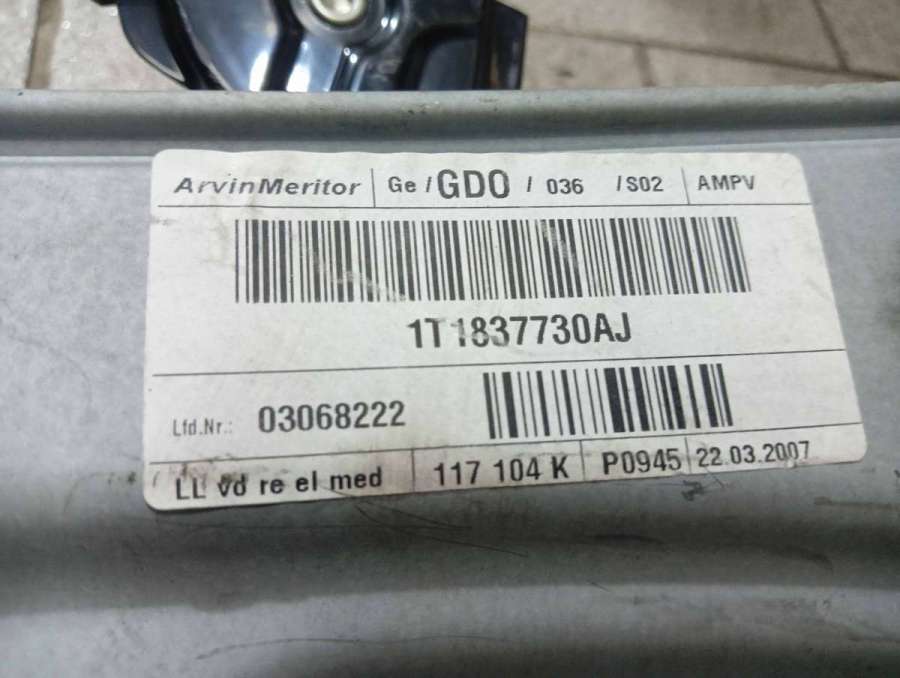 ArvinMeritor Ge / GDO / 036 / S02 AMPV
1T1837730AJ
Lfd.Nr.: 03068222
LL vd re el med 117 104 K P0945 22.03.2007